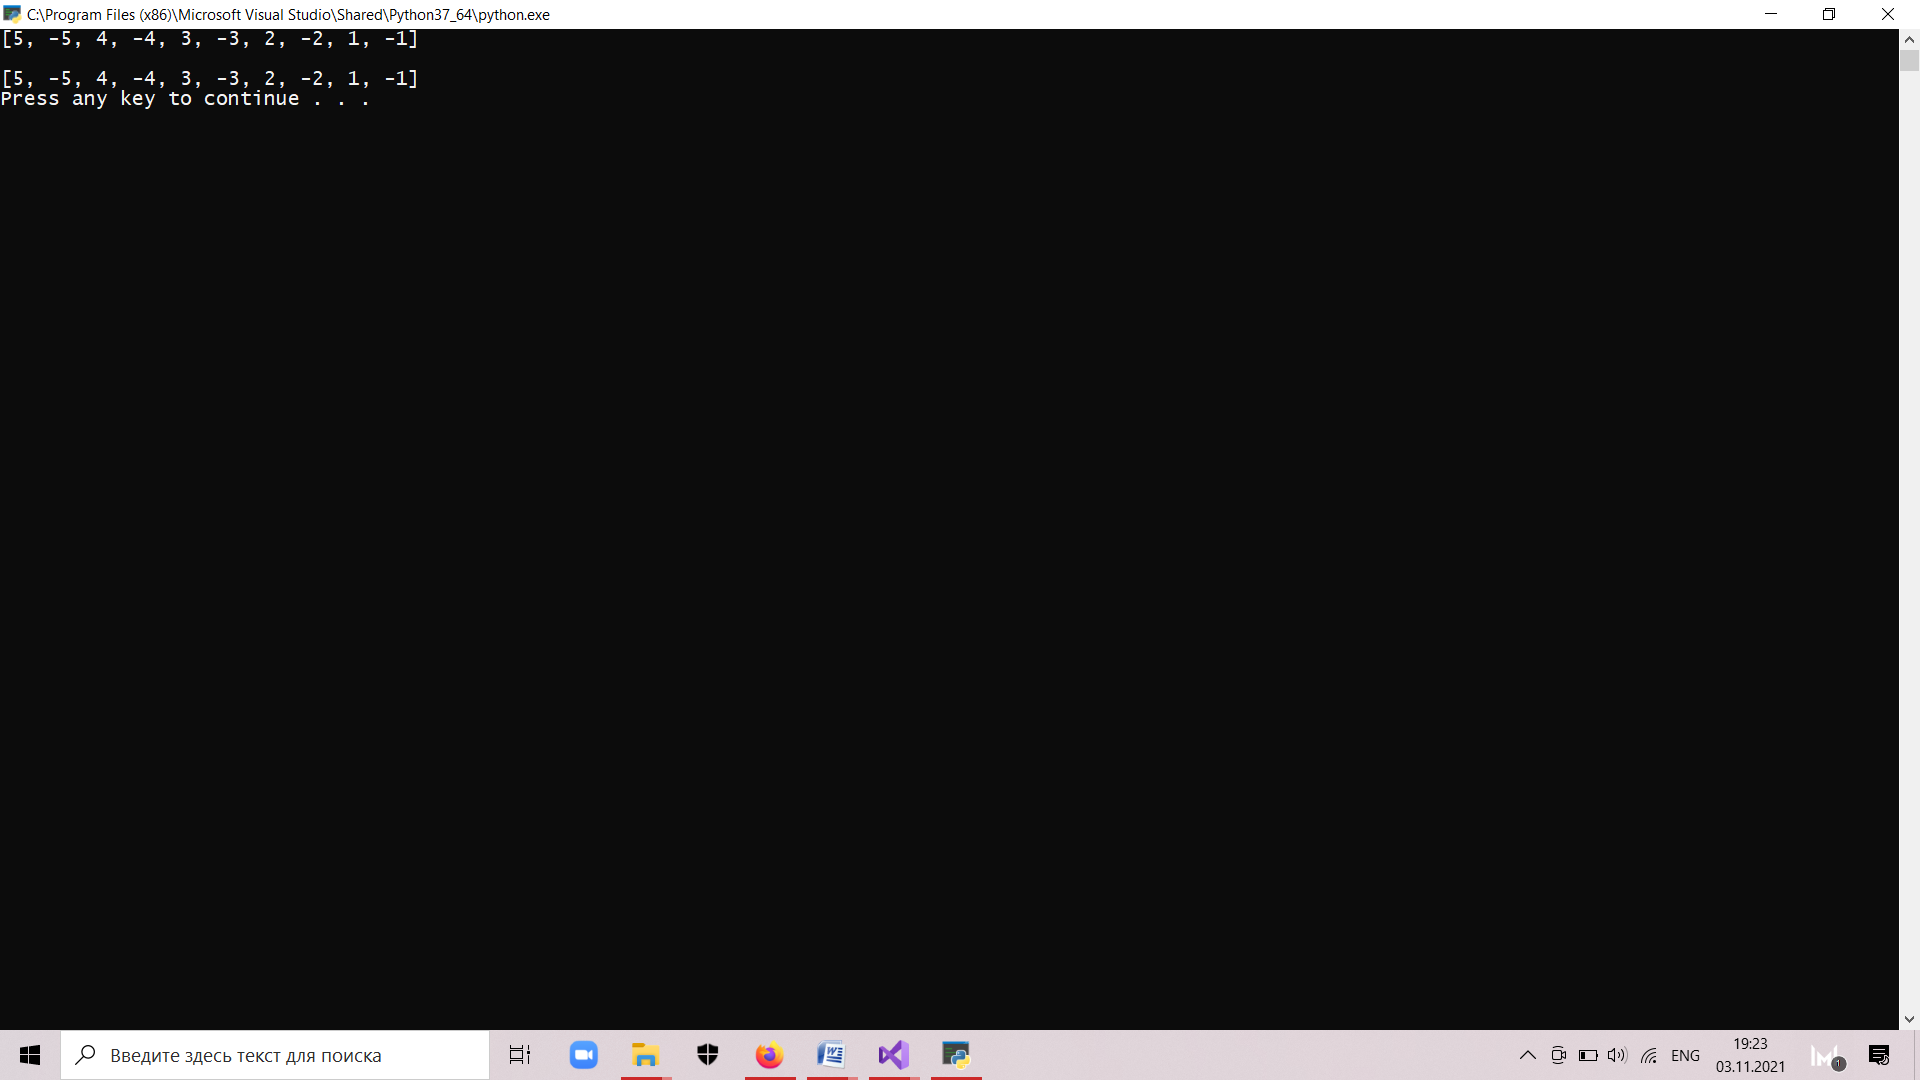 C:\Program Files (x86)\Microsoft Visual Studio\Shared\Python37_64\python.exe
[5, -5, 4, -4, 3, -3, 2, -2, 1, -1]
[5, -5, 4, -4, 3, -3, 2, -2, 1, -1]
Press any key to continue . . .
Введите здесь текст для поиска
ENG
19:23
03.11.2021
1